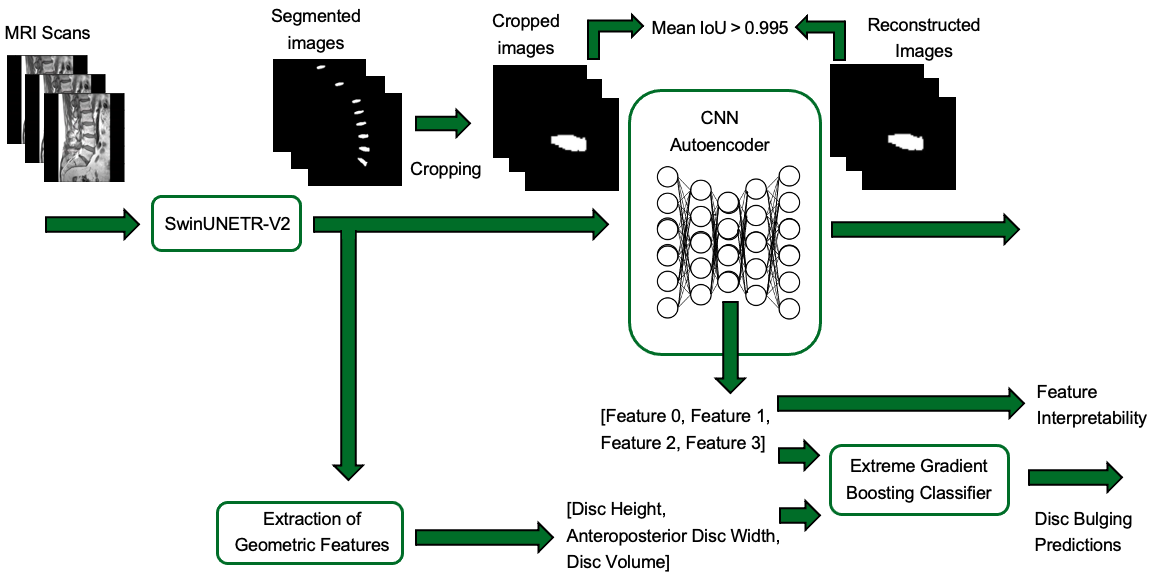 MRI Scans
Segmented
images
Cropped
images
Mean IoU > 0.995
Reconstructed
Images
Cropping
CNN
Autoencoder
SwinUNETR-V2
[Feature 0, Feature 1,
Feature 2, Feature 3]
Feature
Interpretability
Extreme Gradient
Boosting Classifier
Extraction of
Geometric Features
[Disc Height,
Anteroposterior Disc Width,
Disc Volume]
Disc Bulging
Predictions